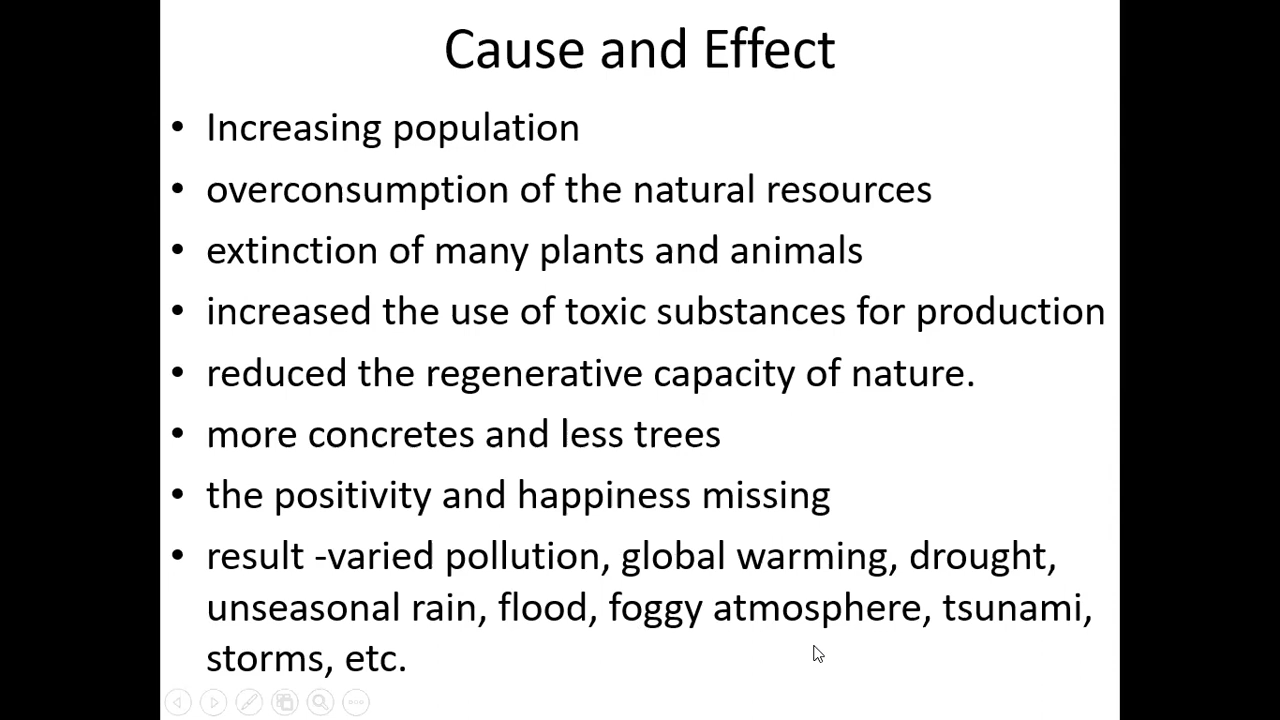 Cause and Effect
• Increasing population
• overconsumption of the natural resources
• extinction of many plants and animals
• increased the use of toxic substances for production
• reduced the regenerative capacity of nature.
• more concretes and less trees
• the positivity and happiness missing
• result -varied pollution, global warming, drought,
unseasonal rain, flood, foggy atmosphere, tsunami,
storms, etc.